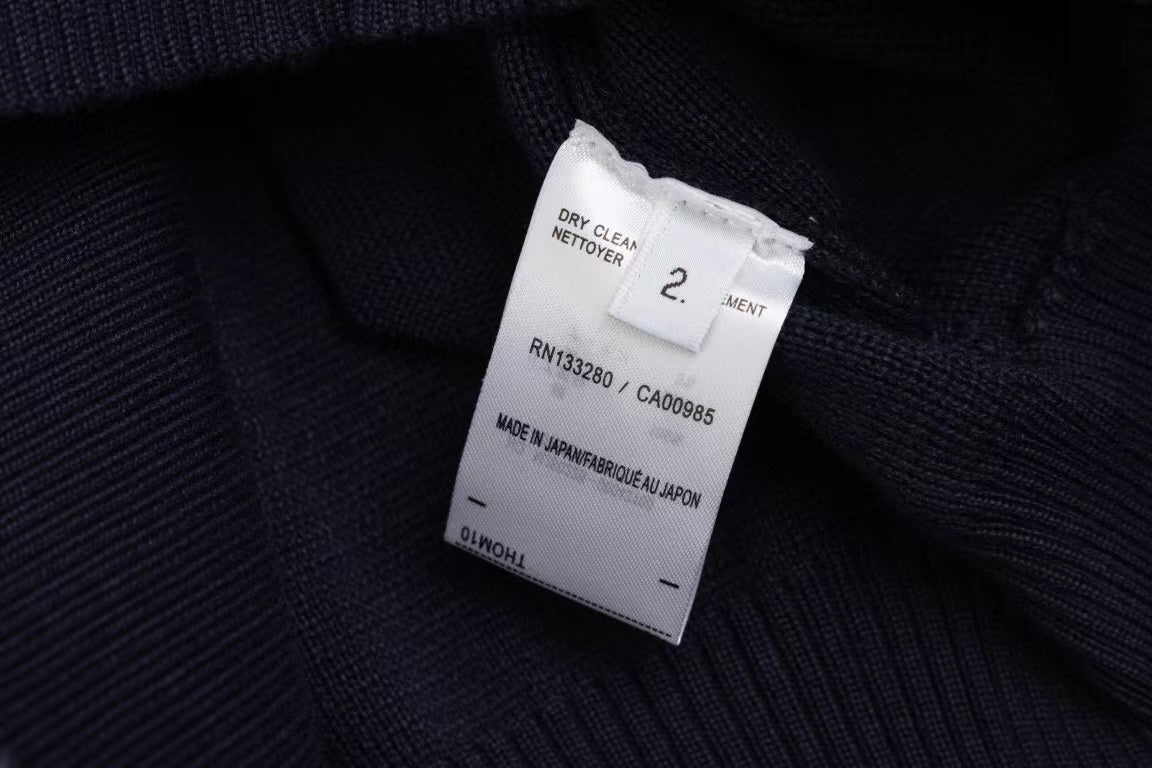 DRY CLEAN
NETTOYER EMENT
2.
RN133280 / CA00985
MADE IN JAPAN/FABRIQUÉ AU JAPON
THOM10